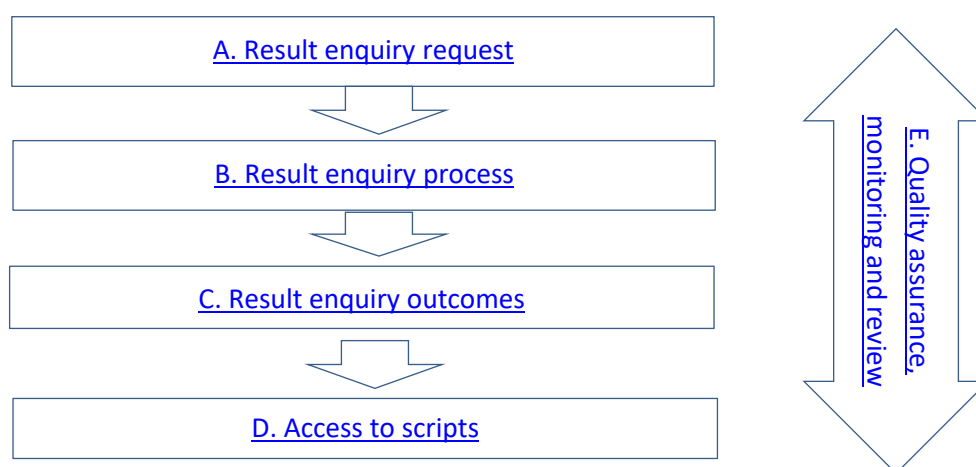 A. Result enquiry request
B. Result enquiry process
C. Result enquiry outcomes
D. Access to scripts
E. Quality assurance,
monitoring and review